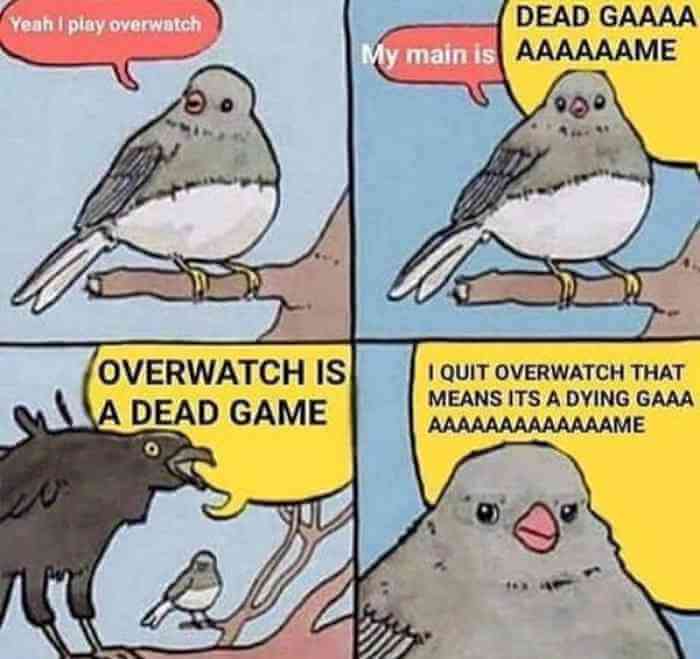 Yeah I play overwatch
My main is
DEAD GAAAA
AAAAAAME
OVERWATCH IS
A DEAD GAME
I QUIT OVERWATCH THAT
MEANS ITS A DYING GAAA
AAAAAAAAAAAAAME